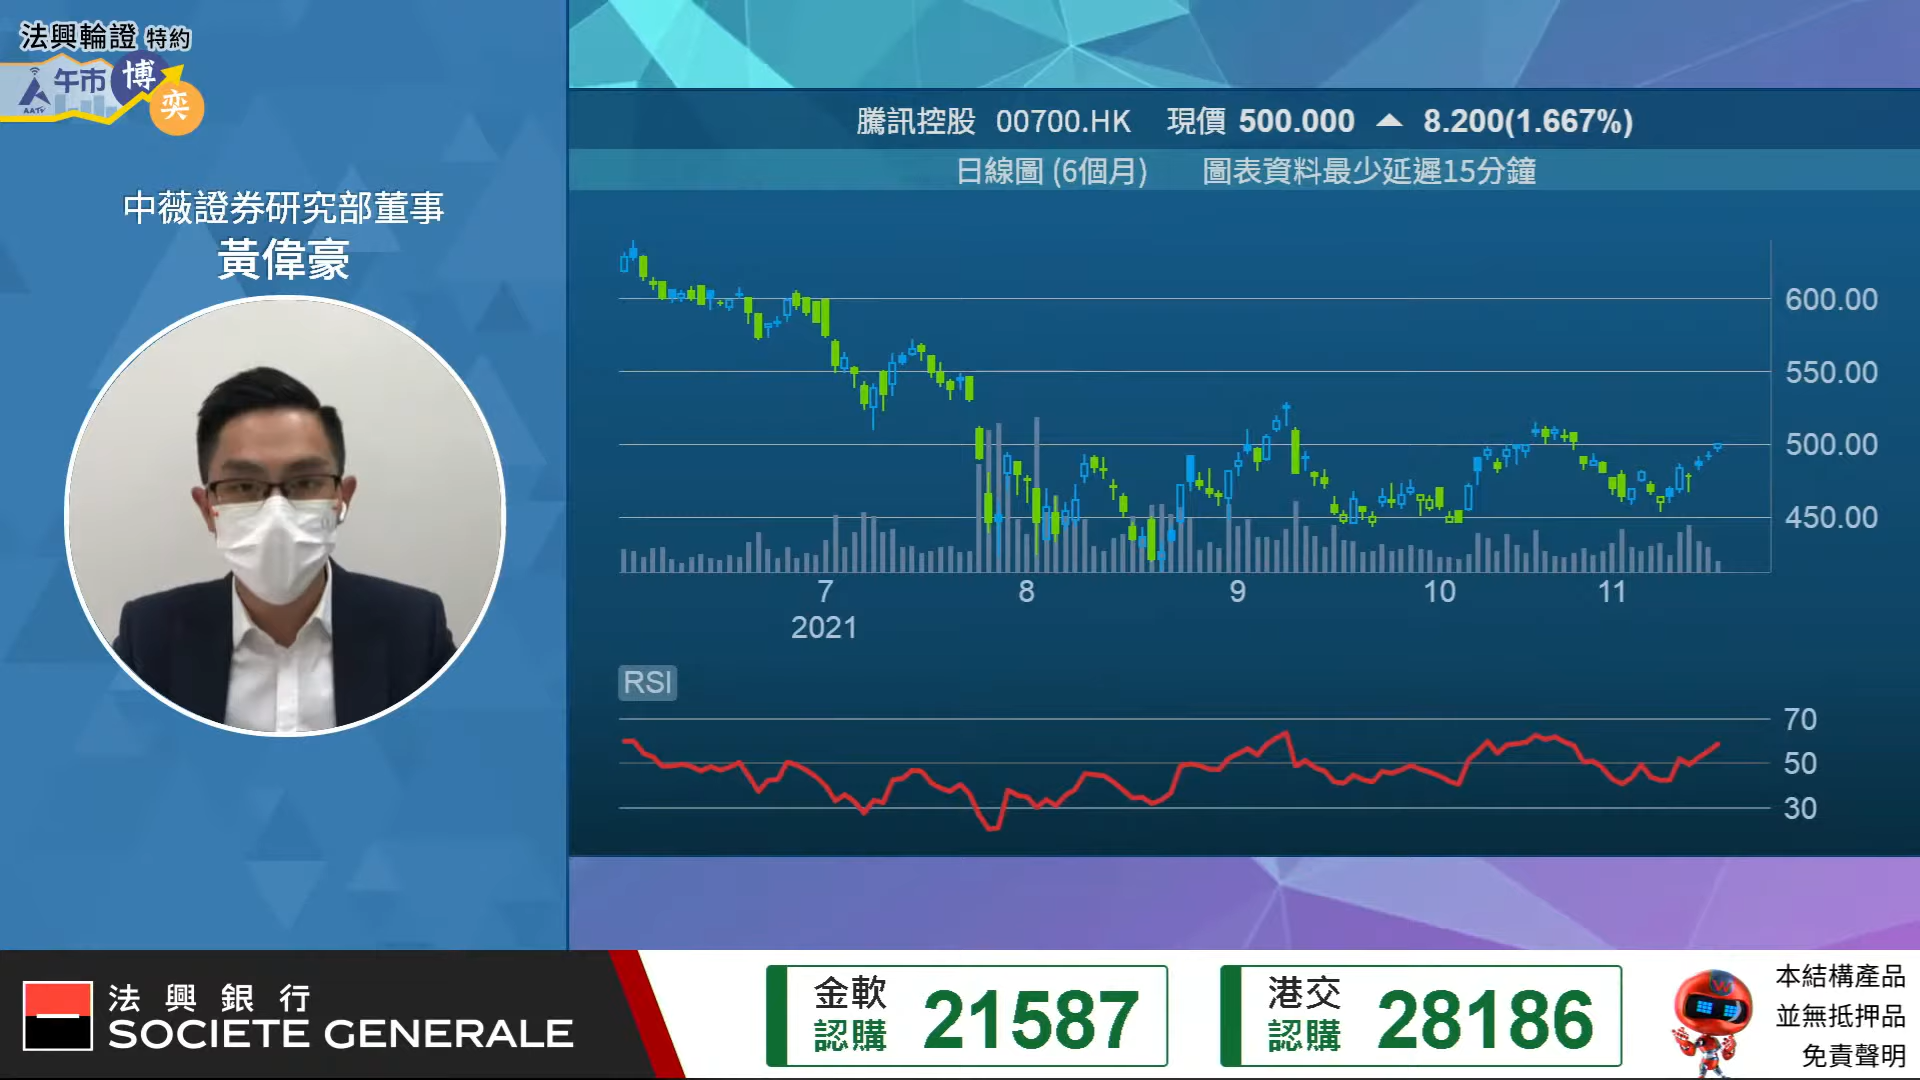 法興輪證 特約
AATV
午市
博
奕
中薇證券研究部董事
黃偉豪
騰訊控股 00700.HK 現價 500.000 8.200(1.667%)
日線圖 (6個月) 圖表資料最少延遲15分鐘
600.00
550.00
500.00
450.00
7 8 9 10 11
2021
RSI
70
50
30
法興銀行
SOCIETE GENERALE
金軟
認購
21587
港交
認購
28186
W
本結構產品
並無抵押品
免責聲明